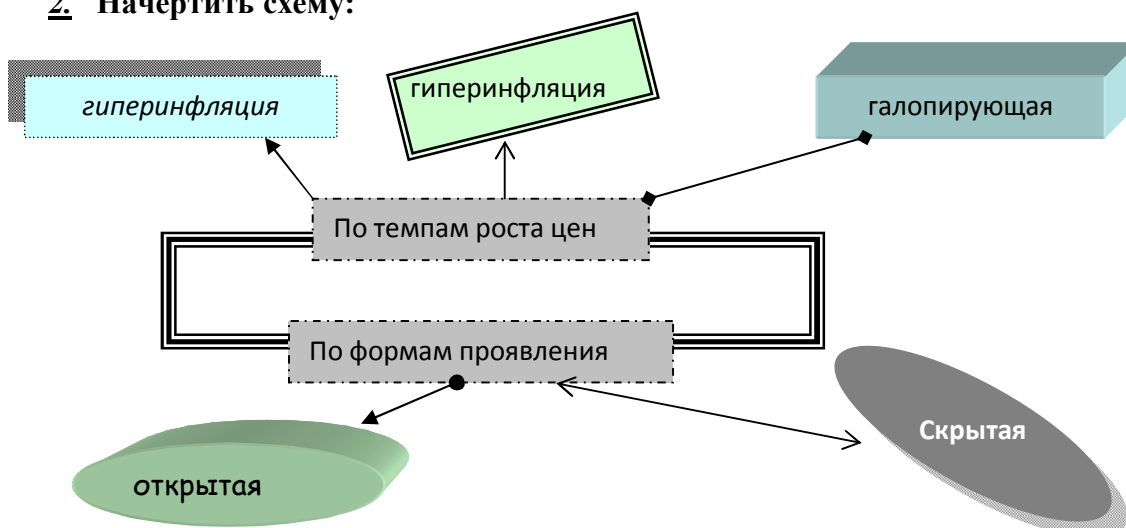 2. Начертить схему:
гиперинфляция
гиперинфляция
галопирующая
По темпам роста цен
По формам проявления
открытая
Скрытая